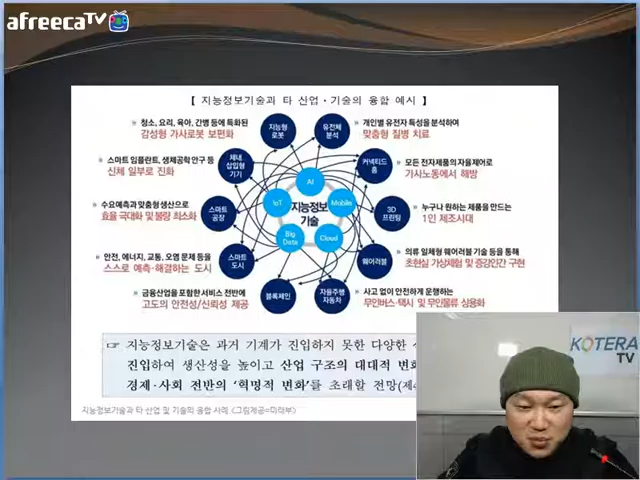 afreecaTV
【 지능정보기술과 타 산업·기술의 융합 예시 】
» 청소, 요리, 육아, 간병 등에 특화된
감성형 가사로봇 보편화
지능형
로봇
유전체
분석
» 개인별 유전자 특성을 분석하여
맞춤형 질병 치료
» 스마트 임플란트, 생체공학 안구 등
신체 일부로 진화
체내
삽입형
기기
커넥티드
홈
» 모든 전자제품의 자율제어로
가사노동에서 해방
AI
IoT
Mobile
지능정보
기술
Big
Data
Cloud
» 수요예측과 맞춤형 생산으로
효율 극대화 및 불량 최소화
스마트
공장
3D
프린팅
» 누구나 원하는 제품을 만드는
1인 제조시대
» 안전, 에너지, 교통, 오염 문제 등을
스스로 예측·해결하는 도시
스마트
도시
웨어러블
» 의류 일체형 웨어러블 기술 등을 통해
초현실 가상체험 및 증강인간 구현
» 금융산업을 포함한 서비스 전반에
고도의 안전성/신뢰성 제공
블록체인
자율주행
자동차
» 사고 없이 안전하게 운행하는
무인버스·택시 및 무인물류 상용화
☞ 지능정보기술은 과거 기계가 진입하지 못한 다양한
진입하여 생산성을 높이고 산업 구조의 대대적 변화
경제·사회 전반의 '혁명적 변화'를 초래할 전망(제4
지능정보기술과 타 산업 및 기술의 융합 사례. <그림제공=미래부>
KOTERA
TV